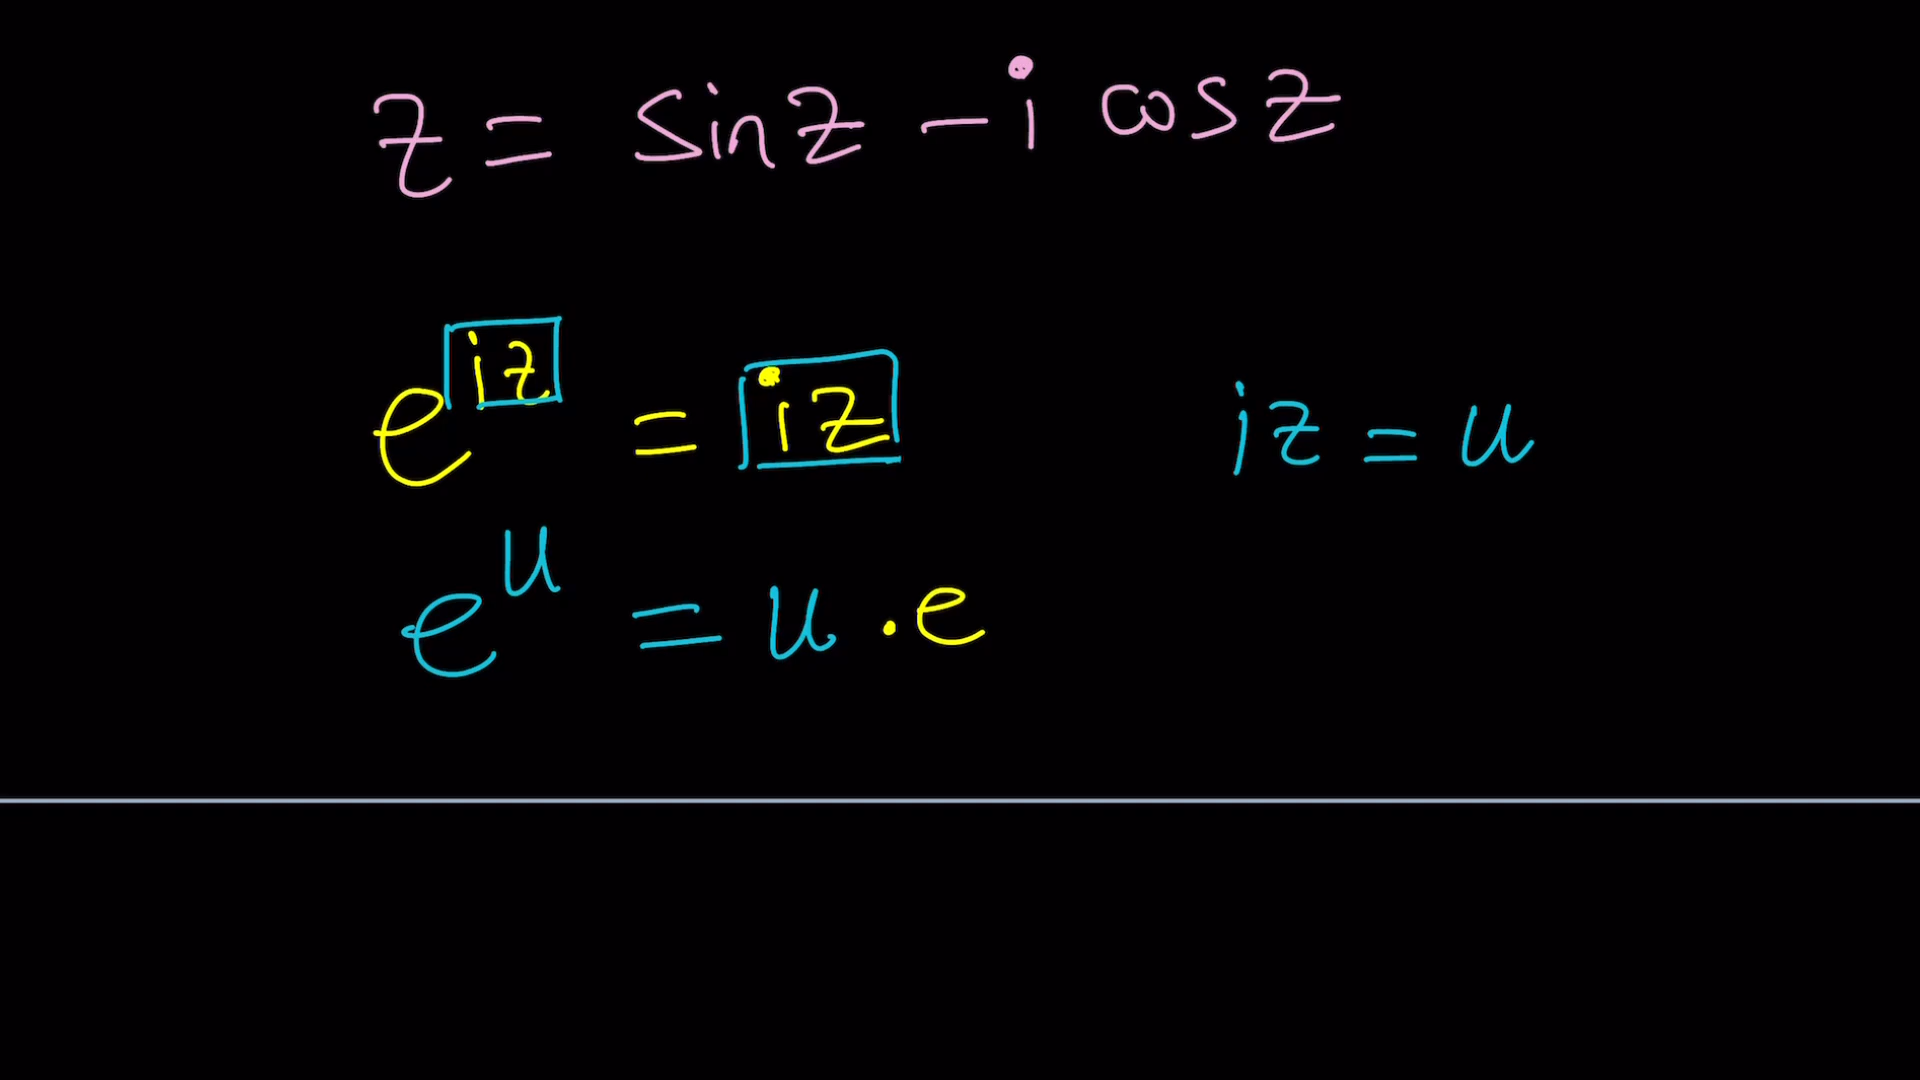 z = sin z - i cos z
e^{iz} = iz
iz = u
e^u = u · e